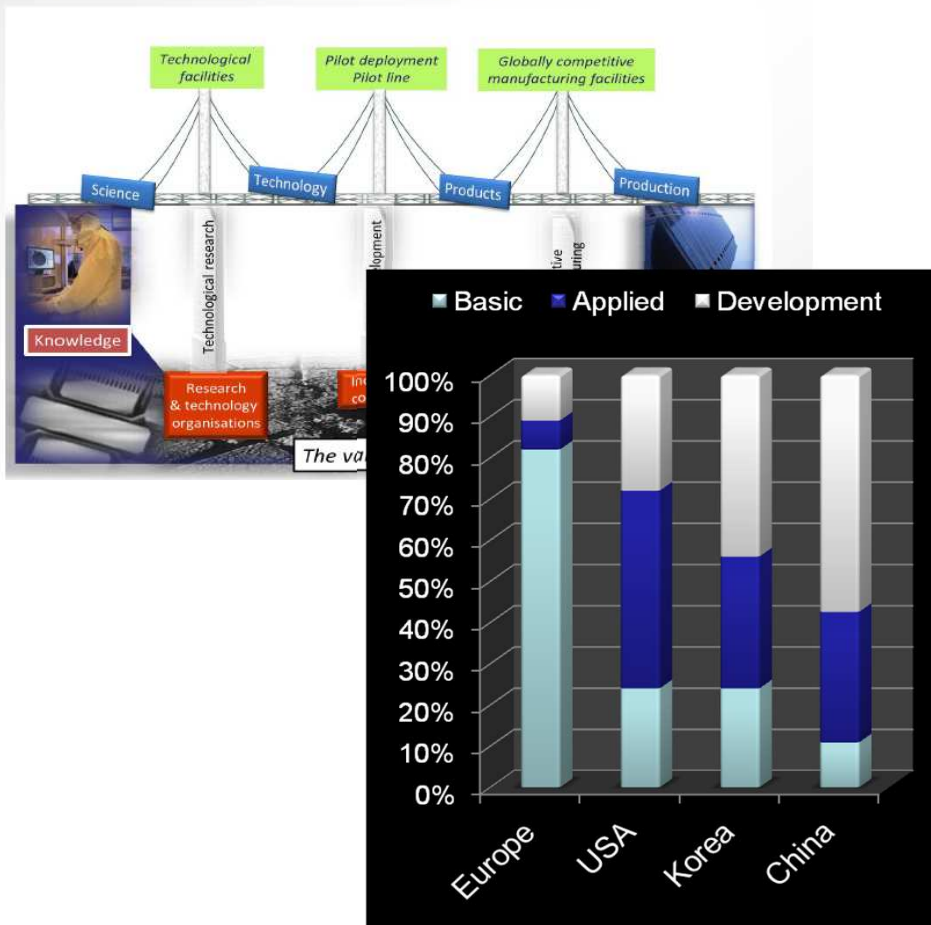 Technological
facilities
Pilot deployment
Pilot line
Globally competitive
manufacturing facilities
Science
Technology
Products
Production
Technological research
Knowledge
Research
& technology
organisations
The
Basic
Applied
Development
100%
90%
80%
70%
60%
50%
40%
30%
20%
10%
0%
Europe
USA
Korea
China